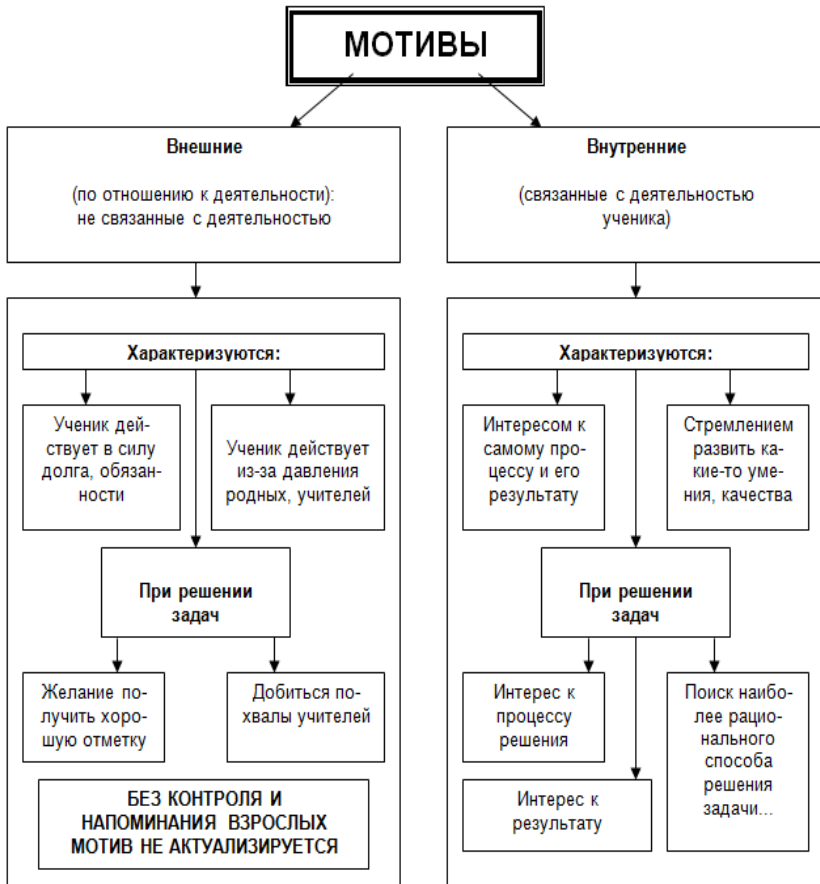 МОТИВЫ
Внешние
(по отношению к деятельности):
не связанные с деятельностью
Внутренние
(связанные с деятельностью
ученика)
Характеризуются:
Ученик дей-
ствует в силу
долга, обязан-
ности
Ученик действует
из-за давления
родных, учителей
При решении
задач
Желание по-
лучить хоро-
шую отметку
Добиться по-
хвалы учителей
БЕЗ КОНТРОЛЯ И
НАПОМИНАНИЯ ВЗРОСЛЫХ
МОТИВ НЕ АКТУАЛИЗИРУЕТСЯ
Характеризуются:
Интересом к
самому про-
цессу и его
результату
Стремлением
развить ка-
кие-то уме-
ния, качества
При решении
задач
Интерес к
процессу
решения
Поиск наибо-
лее рацио-
нального
способа
решения
задачи...
Интерес к
результату